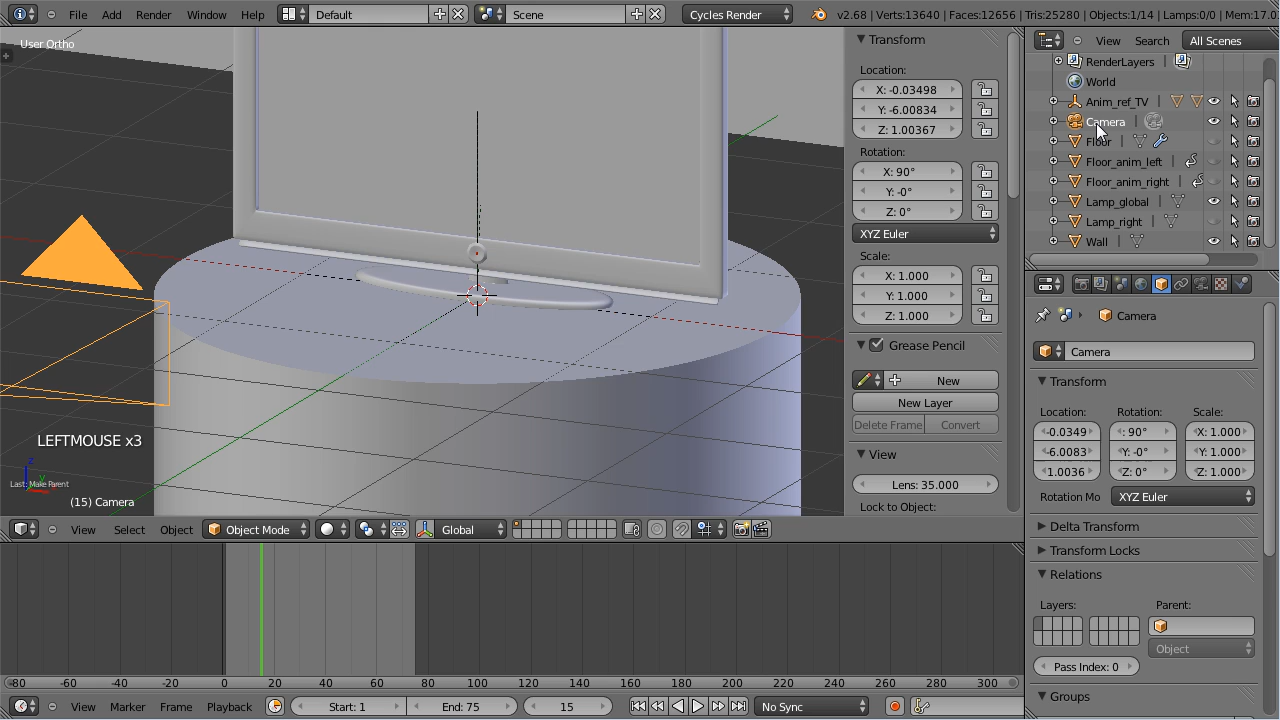 File Add Render Window Help Default Scene Cycles Render v2.68 | Verts:13640 | Faces:12656 | Tris:25280 | Objects:1/14 | Lamps:0/0 | Mem:17.0
User Ortho
Transform
Location:
X: -0.03498
Y: -6.00834
Z: 1.00367
Rotation:
X: 90°
Y: -0°
Z: 0°
XYZ Euler
Scale:
X: 1.000
Y: 1.000
Z: 1.000
Grease Pencil
New
New Layer
Delete Frame Convert
View
Lens: 35.000
Lock to Object:
LEFTMOUSE x3
Last: Make Parent
(15) Camera
View Select Object Object Mode Global
View Search All Scenes
RenderLayers
World
Anim_ref_TV
Camera
Floor
Floor_anim_left
Floor_anim_right
Lamp_global
Lamp_right
Wall
Camera
Camera
Transform
Location: Rotation: Scale:
-0.0349 : 90° X: 1.000
-6.0083 Y: -0° Y: 1.000
1.0036 Z: 0° Z: 1.000
Rotation Mo XYZ Euler
Delta Transform
Transform Locks
Relations
Layers: Parent:
Object
Pass Index: 0
Groups
-80 -60 -40 -20 0 20 40 60 80 100 120 140 160 180 200 220 240 260 280 300
View Marker Frame Playback Start: 1 End: 75 15 No Sync